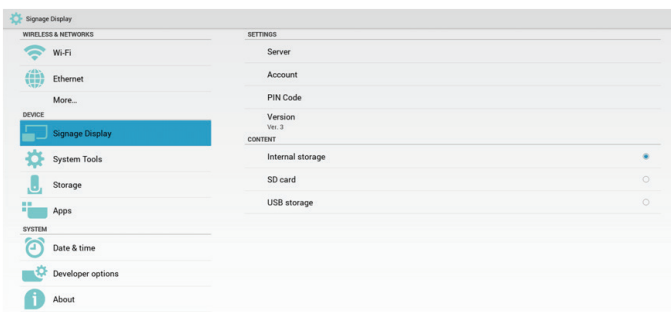 Signage Display
WIRELESS & NETWORKS
Wi-Fi
Ethernet
More...
DEVICE
Signage Display
System Tools
Storage
Apps
SYSTEM
Date & time
Developer options
About
SETTINGS
Server
Account
PIN Code
Version
Ver. 3
CONTENT
Internal storage
SD card
USB storage